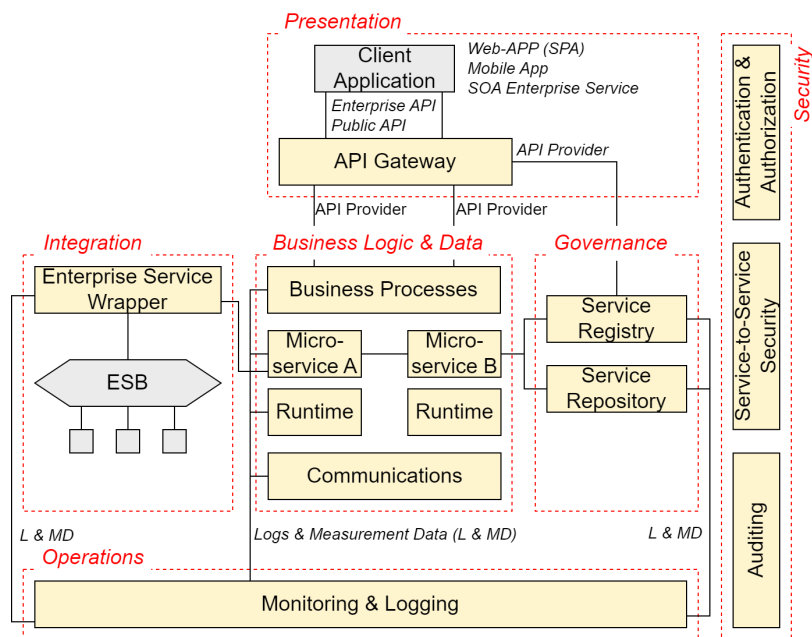 Presentation
Client
Application
Web-APP (SPA)
Mobile App
SOA Enterprise Service
Enterprise API
Public API
API Gateway
API Provider
API Provider
API Provider
Security
Authentication &
Authorization
Service-to-Service
Security
Auditing
Integration
Enterprise Service
Wrapper
ESB
Business Logic & Data
Business Processes
Micro-
service A
Micro-
service B
Runtime
Runtime
Communications
Governance
Service
Registry
Service
Repository
L & MD
Logs & Measurement Data (L & MD)
L & MD
Operations
Monitoring & Logging